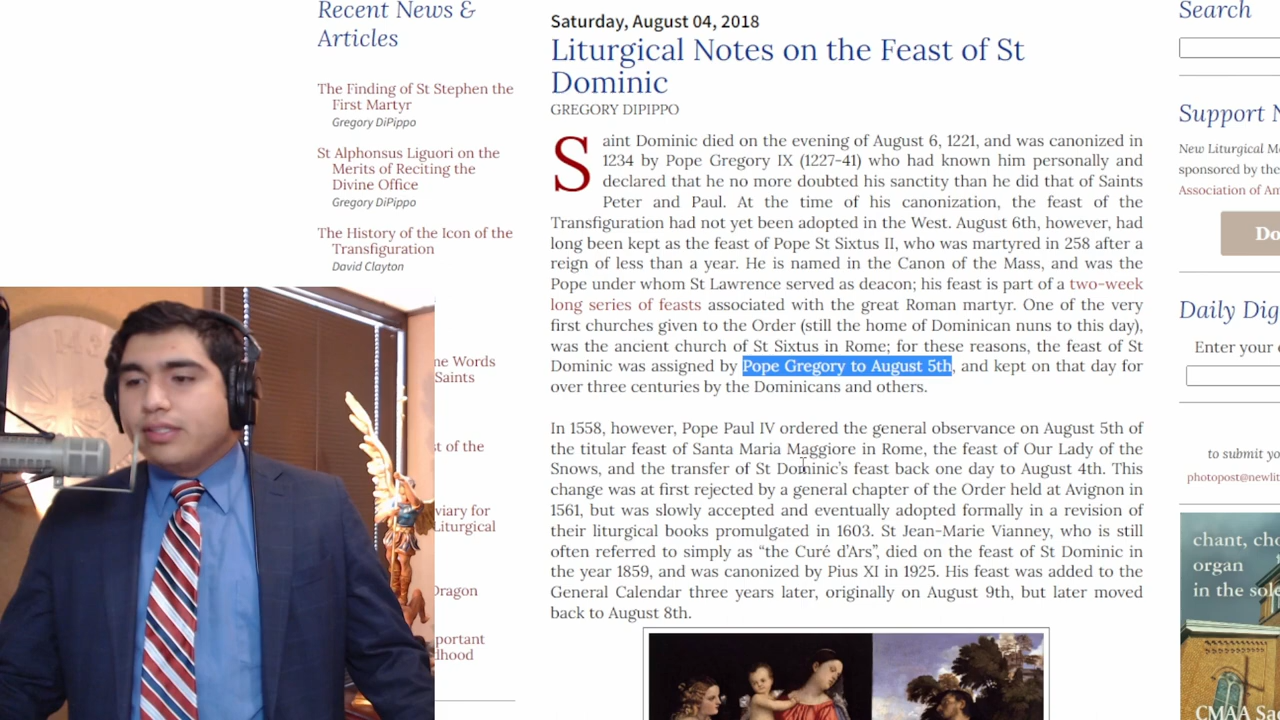 Recent News &
Articles
The Finding of St Stephen the
First Martyr
Gregory DiPippo
St Alphonsus Liguori on the
Merits of Reciting the
Divine Office
Gregory DiPippo
The History of the Icon of the
Transfiguration
David Clayton
me Words
Saints
st of the
viary for
Liturgical
Dragon
portant
lhood
Saturday, August 04, 2018
Liturgical Notes on the Feast of St
Dominic
GREGORY DIPIPPO
Saint Dominic died on the evening of August 6, 1221, and was canonized in
1234 by Pope Gregory IX (1227-41) who had known him personally and
declared that he no more doubted his sanctity than he did that of Saints
Peter and Paul. At the time of his canonization, the feast of the
Transfiguration had not yet been adopted in the West. August 6th, however, had
long been kept as the feast of Pope St Sixtus II, who was martyred in 258 after a
reign of less than a year. He is named in the Canon of the Mass, and was the
Pope under whom St Lawrence served as deacon; his feast is part of a two-week
long series of feasts associated with the great Roman martyr. One of the very
first churches given to the Order (still the home of Dominican nuns to this day),
was the ancient church of St Sixtus in Rome; for these reasons, the feast of St
Dominic was assigned by Pope Gregory to August 5th, and kept on that day for
over three centuries by the Dominicans and others.
In 1558, however, Pope Paul IV ordered the general observance on August 5th of
the titular feast of Santa Maria Maggiore in Rome, the feast of Our Lady of the
Snows, and the transfer of St Dominic's feast back one day to August 4th. This
change was at first rejected by a general chapter of the Order held at Avignon in
1561, but was slowly accepted and eventually adopted formally in a revision of
their liturgical books promulgated in 1603. St Jean-Marie Vianney, who is still
often referred to simply as “the Curé d’Ars”, died on the feast of St Dominic in
the year 1859, and was canonized by Pius XI in 1925. His feast was added to the
General Calendar three years later, originally on August 9th, but later moved
back to August 8th.
Search
Support N
New Liturgical Mo
sponsored by the
Association of Am
Do
Daily Dig
Enter your e
to submit yo
photopost@newlit
chant, cho
organ
in the sole
CMAA Sac